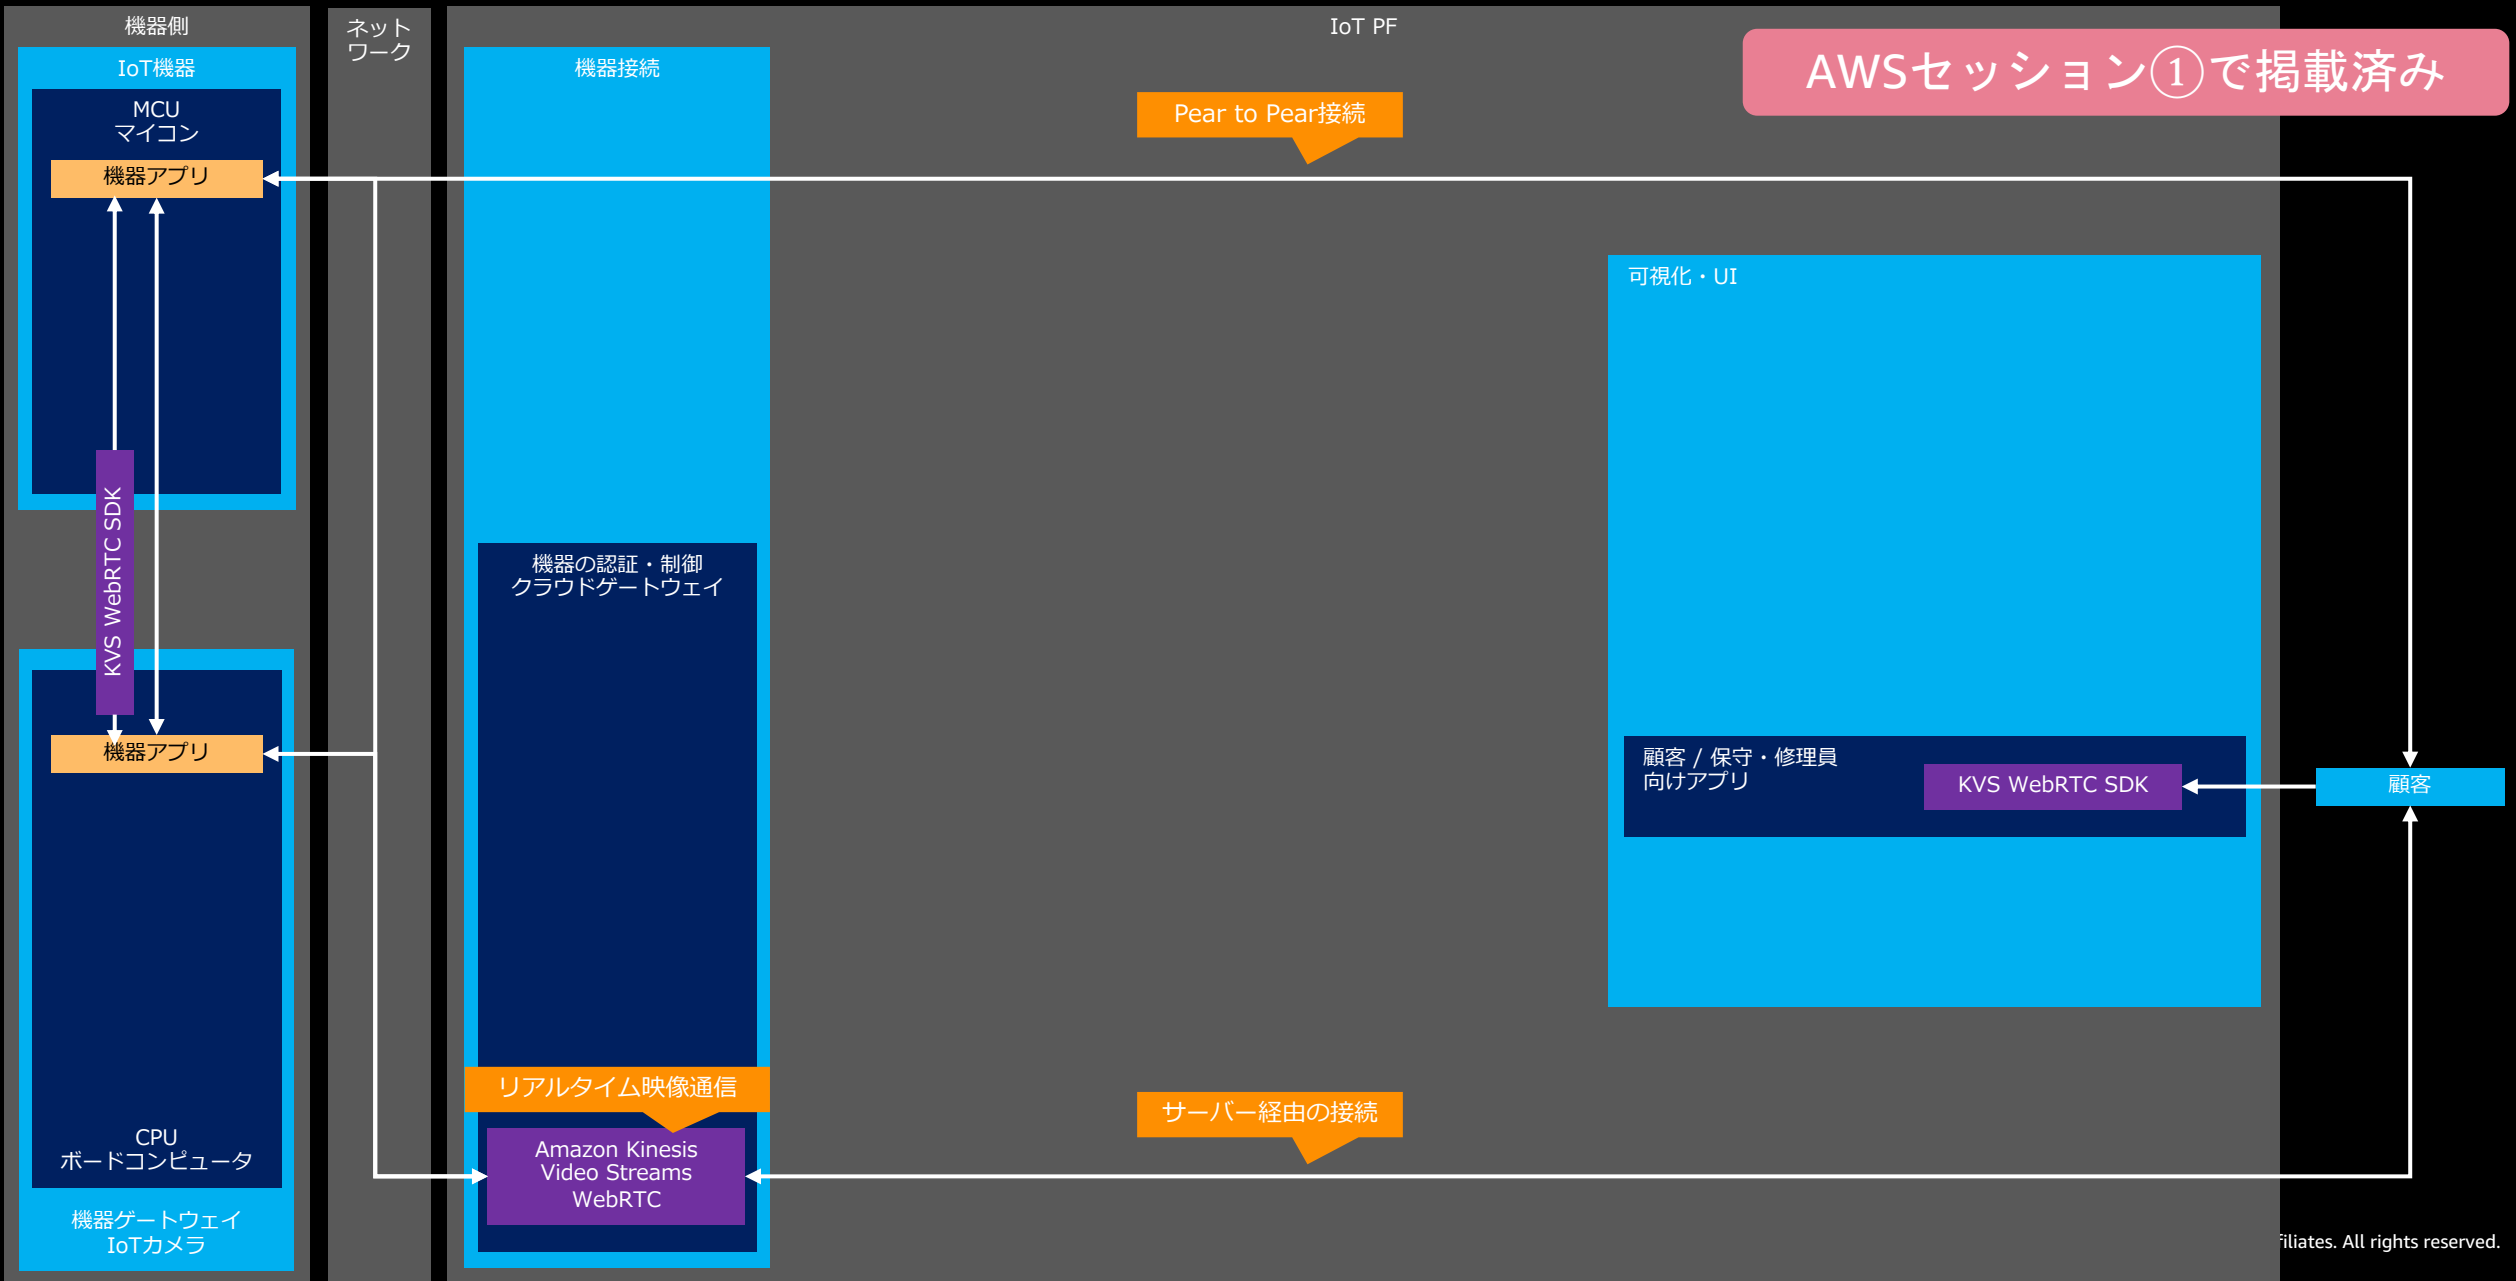 機器側
IoT機器
MCU
マイコン
機器アプリ
KVS WebRTC SDK
機器アプリ
CPU
ボードコンピュータ
機器ゲートウェイ
IoTカメラ
ネット
ワーク
IoT PF
機器接続
機器の認証・制御
クラウドゲートウェイ
リアルタイム映像通信
Amazon Kinesis
Video Streams
WebRTC
Pear to Pear接続
サーバー経由の接続
AWSセッション①で掲載済み
可視化・UI
顧客 / 保守・修理員
向けアプリ
KVS WebRTC SDK
顧客
filiates. All rights reserved.